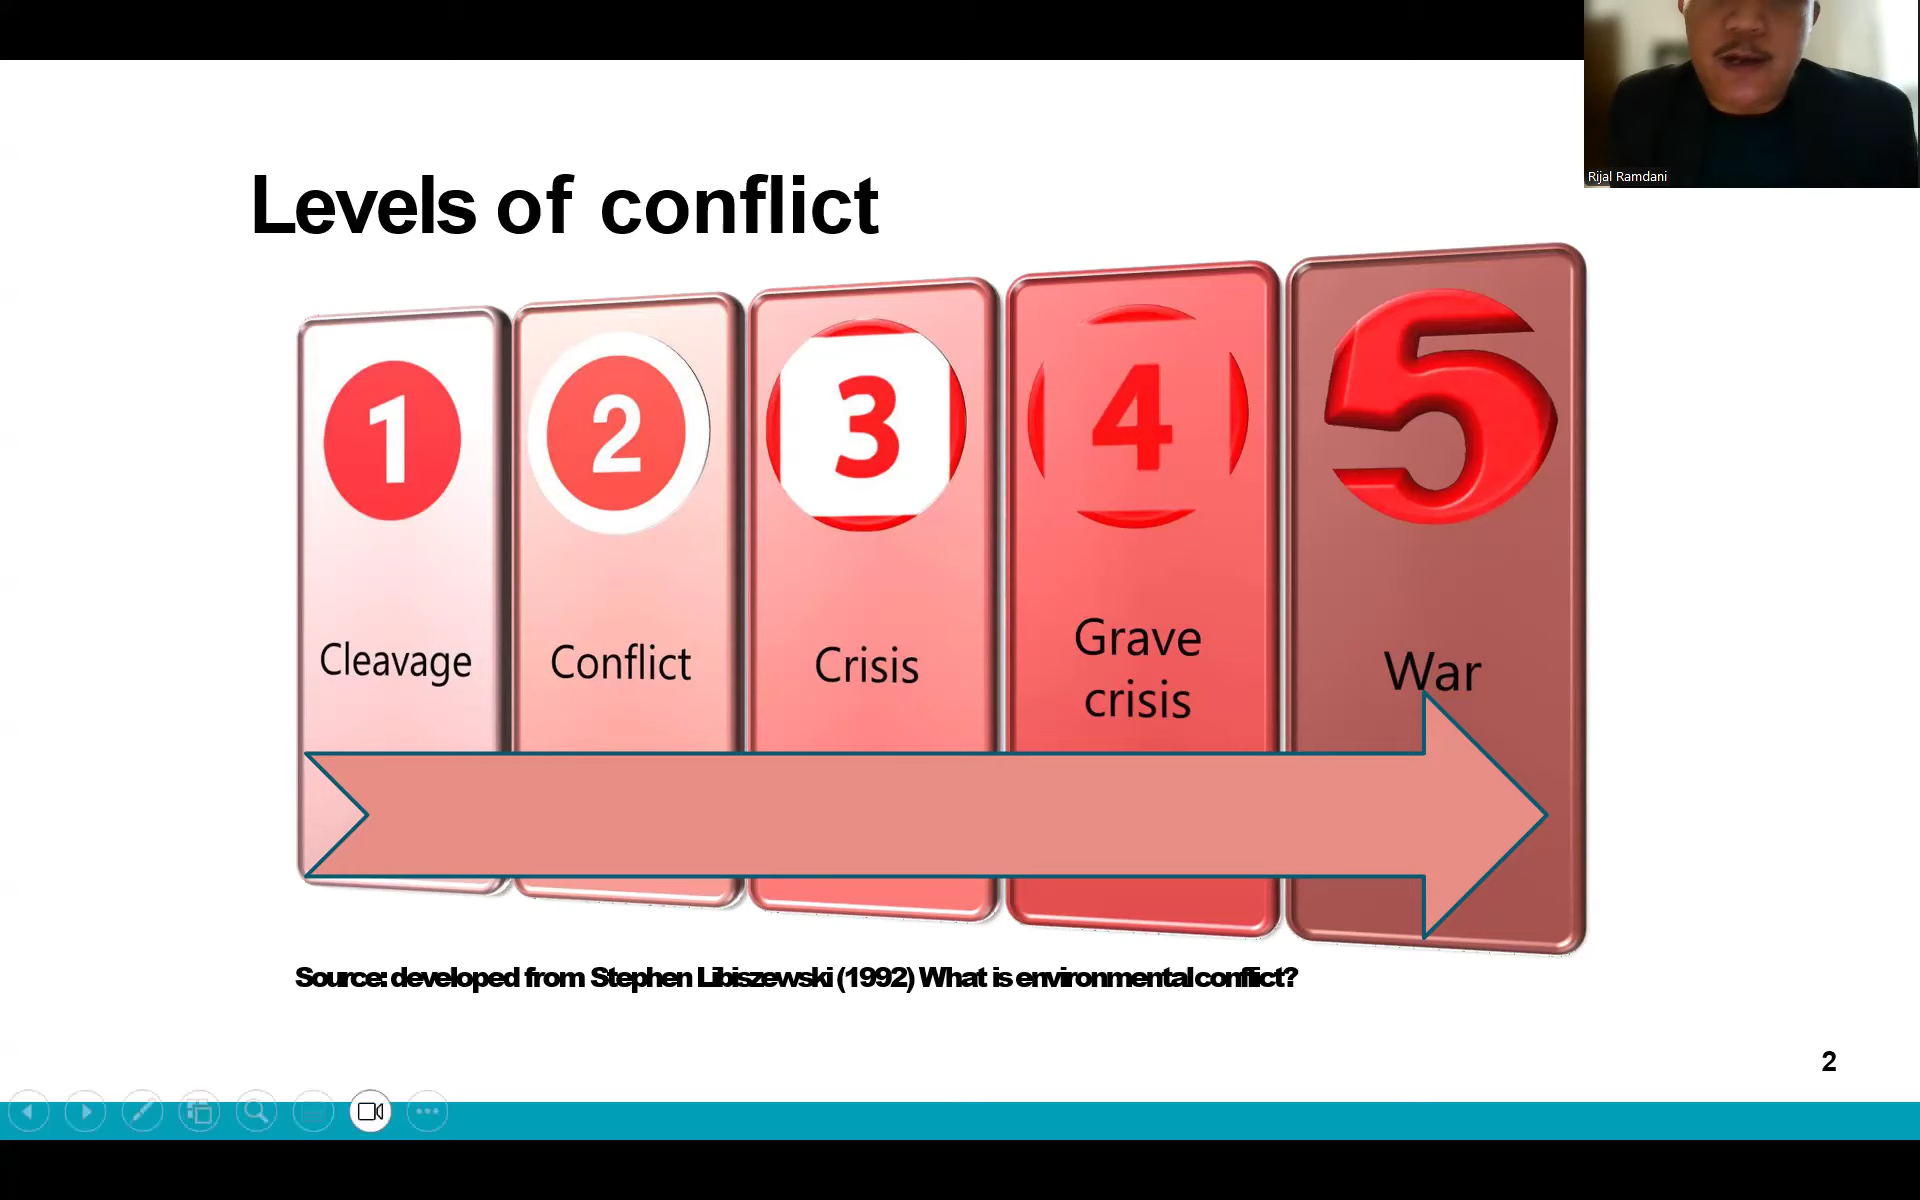 Rijal Ramdani
Levels of conflict
1
2
3
4
5
Cleavage
Conflict
Crisis
Grave
crisis
War
Source: developed from Stephen Libiszewski (1992) What is environmental conflict?
2